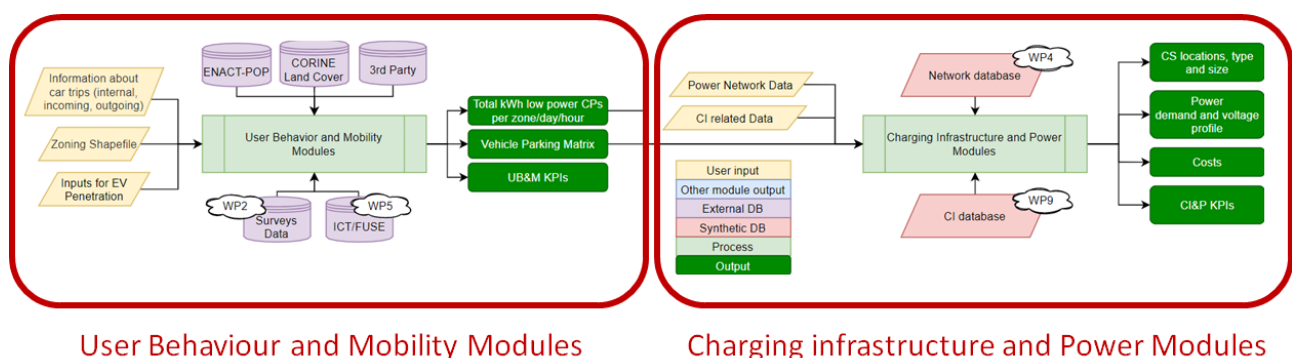 Information about
car trips (internal,
incoming, outgoing)
Zoning Shapefile
Inputs for EV
Penetration
ENACT-POP
CORINE
Land Cover
3rd Party
User Behavior and Mobility
Modules
WP2
Surveys
Data
WP5
ICT/FUSE
Total kWh low power CPs
per zone/day/hour
Vehicle Parking Matrix
UB&M KPIs
Power Network Data
CI related Data
User input
Other module output
External DB
Synthetic DB
Process
Output
WP4
Network database
Charging Infrastructure and Power
Modules
WP9
CI database
CS locations, type
and size
Power
demand and voltage
profile
Costs
CI&P KPIs
User Behaviour and Mobility Modules
Charging infrastructure and Power Modules